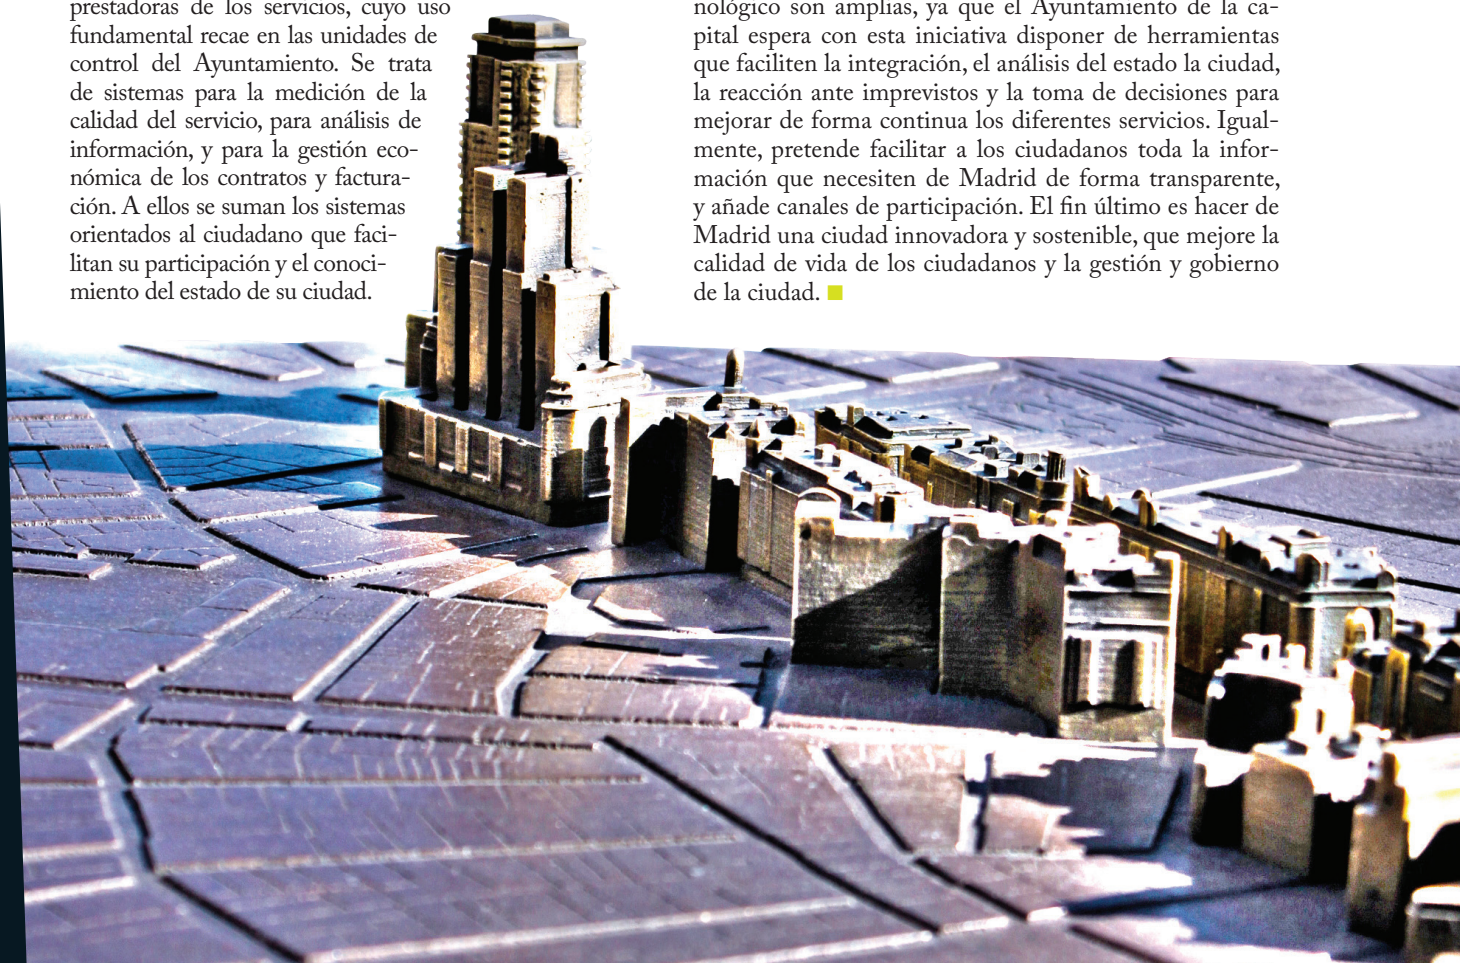 prestadoras de los servicios, cuyo uso
fundamental recae en las unidades de
control del Ayuntamiento. Se trata
de sistemas para la medición de la
calidad del servicio, para análisis de
información, y para la gestión eco-
nómica de los contratos y factura-
ción. A ellos se suman los sistemas
orientados al ciudadano que faci-
litan su participación y el conoci-
miento del estado de su ciudad.
nológico son amplias, ya que el Ayuntamiento de la ca-
pital espera con esta iniciativa disponer de herramientas
que faciliten la integración, el análisis del estado la ciudad,
la reacción ante imprevistos y la toma de decisiones para
mejorar de forma continua los diferentes servicios. Igual-
mente, pretende facilitar a los ciudadanos toda la infor-
mación que necesiten de Madrid de forma transparente,
y añade canales de participación. El fin último es hacer de
Madrid una ciudad innovadora y sostenible, que mejore la
calidad de vida de los ciudadanos y la gestión y gobierno
de la ciudad.